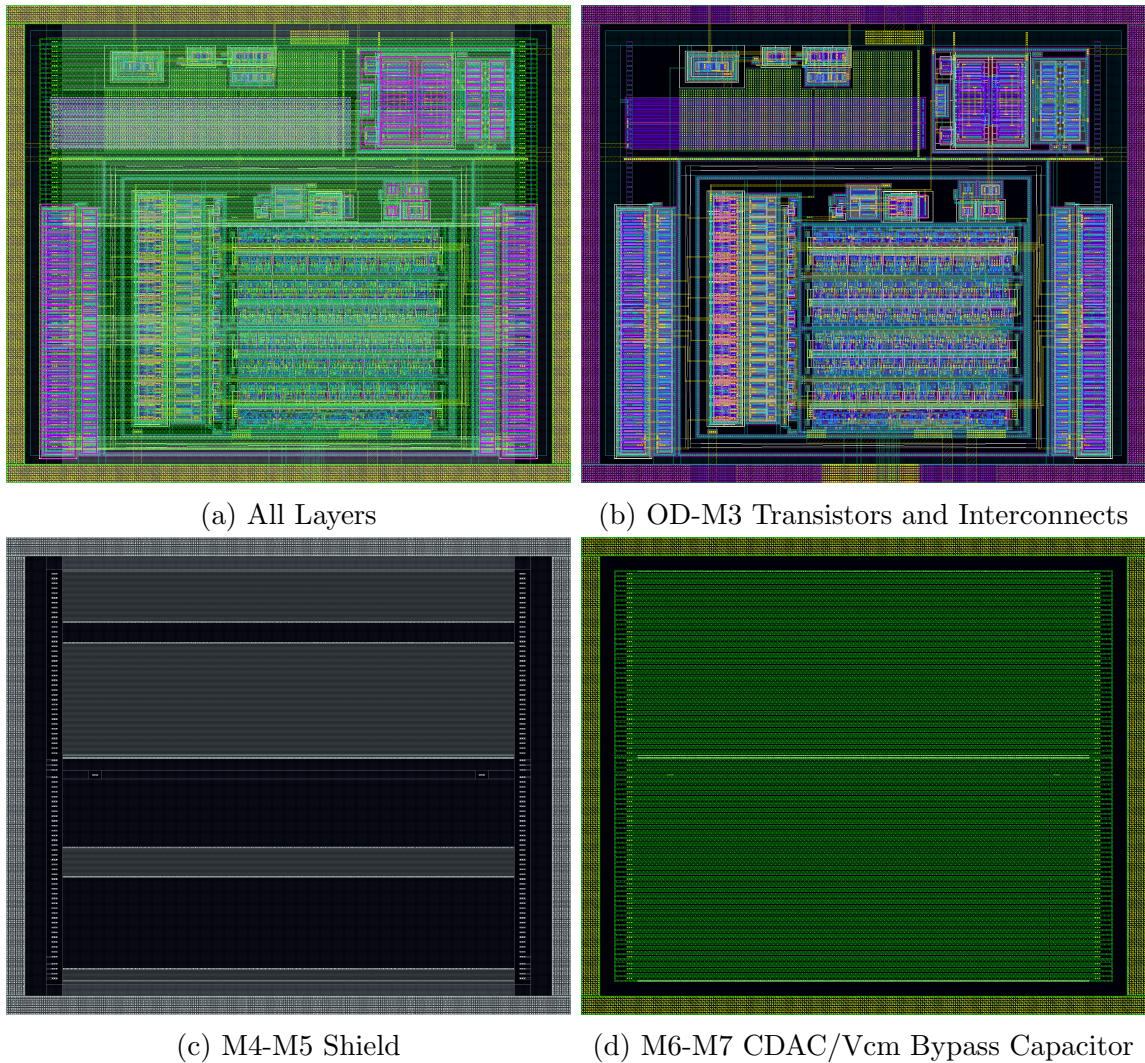 (a) All Layers
(b) OD-M3 Transistors and Interconnects
(c) M4-M5 Shield
(d) M6-M7 CDAC/Vcm Bypass Capacitor